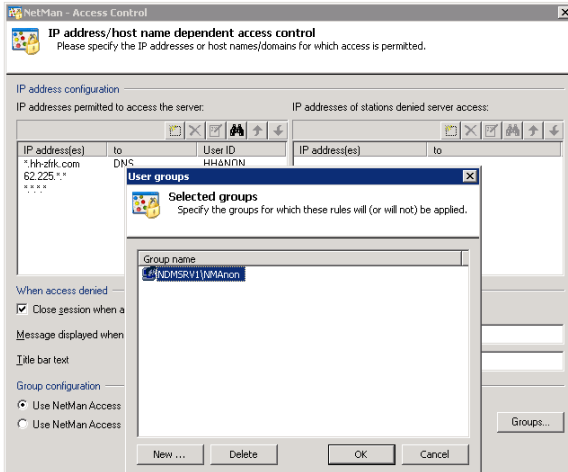 NetMan - Access Control
IP address/host name dependent access control
Please specify the IP addresses or host names/domains for which access is permitted.
IP address configuration
IP addresses permitted to access the server:
IP addresses of stations denied server access:
IP address(es) to User ID
IP address(es) to
*.hh-zfrk.com DNS HHANON
62.225.*.*
*.*.*.*
User groups
Selected groups
Specify the groups for which these rules will (or will not) be applied.
Group name
NDMSRV1\NMAnon
When access denied
Close session when a
Message displayed when
Title bar text
Group configuration
Use NetMan Access
Use NetMan Access
Groups...
New ...
Delete
OK
Cancel